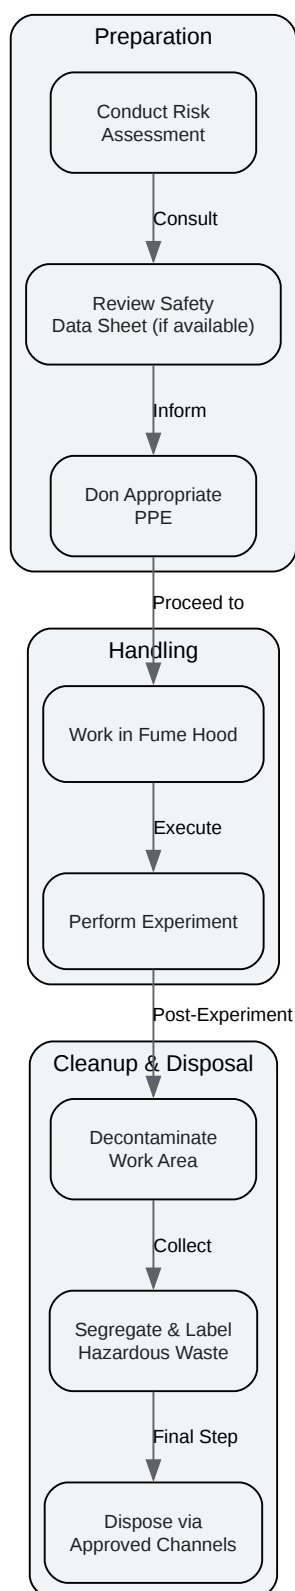 Preparation
Conduct Risk
Assessment
Consult
Review Safety
Data Sheet (if available)
Inform
Don Appropriate
PPE
Proceed to
Handling
Work in Fume Hood
Execute
Perform Experiment
Post-Experiment
Cleanup & Disposal
Decontaminate
Work Area
Collect
Segregate & Label
Hazardous Waste
Final Step
Dispose via
Approved Channels